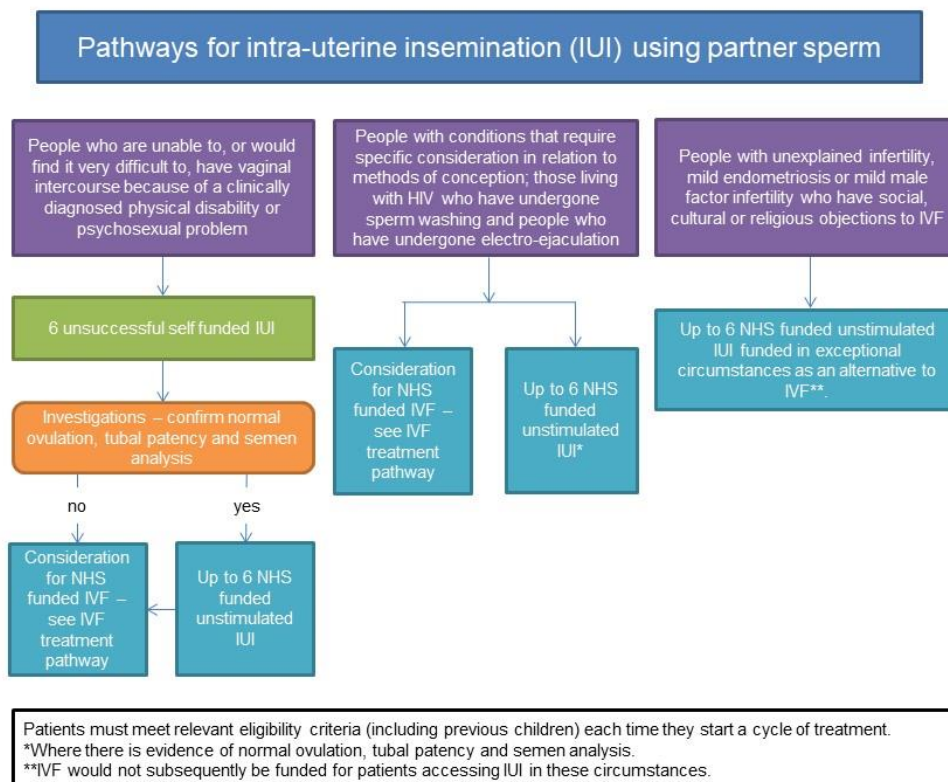 Pathways for intra-uterine insemination (IUI) using partner sperm
People who are unable to, or would
find it very difficult to, have vaginal
intercourse because of a clinically
diagnosed physical disability or
psychosexual problem
People with conditions that require
specific consideration in relation to
methods of conception; those living
with HIV who have undergone
sperm washing and people who
have undergone electro-ejaculation
People with unexplained infertility,
mild endometriosis or mild male
factor infertility who have social,
cultural or religious objections to IVF
6 unsuccessful self funded IUI
Investigations – confirm normal
ovulation, tubal patency and semen
analysis
no
yes
Consideration
for NHS
funded IVF –
see IVF
treatment
pathway
Up to 6 NHS
funded
unstimulated
IUI
Consideration
for NHS
funded IVF –
see IVF
treatment
pathway
Up to 6 NHS
funded
unstimulated
IUI*
Up to 6 NHS funded unstimulated
IUI funded in exceptional
circumstances as an alternative to
IVF**.
Patients must meet relevant eligibility criteria (including previous children) each time they start a cycle of treatment.
*Where there is evidence of normal ovulation, tubal patency and semen analysis.
**IVF would not subsequently be funded for patients accessing IUI in these circumstances.